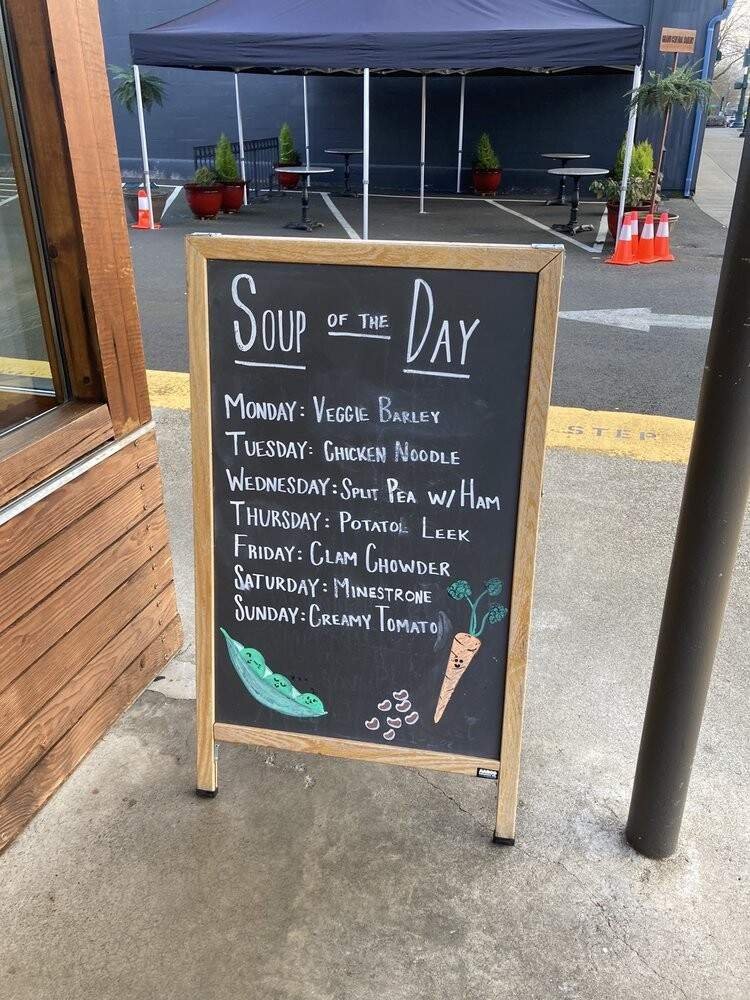 SOUP OF THE DAY
MONDAY: VEGGIE BARLEY
TUESDAY: CHICKEN NOODLE
WEDNESDAY: SPLIT PEA W/ HAM
THURSDAY: POTATOE LEEK
FRIDAY: CLAM CHOWDER
SATURDAY: MINESTRONE
SUNDAY: CREAMY TOMATO
STEP